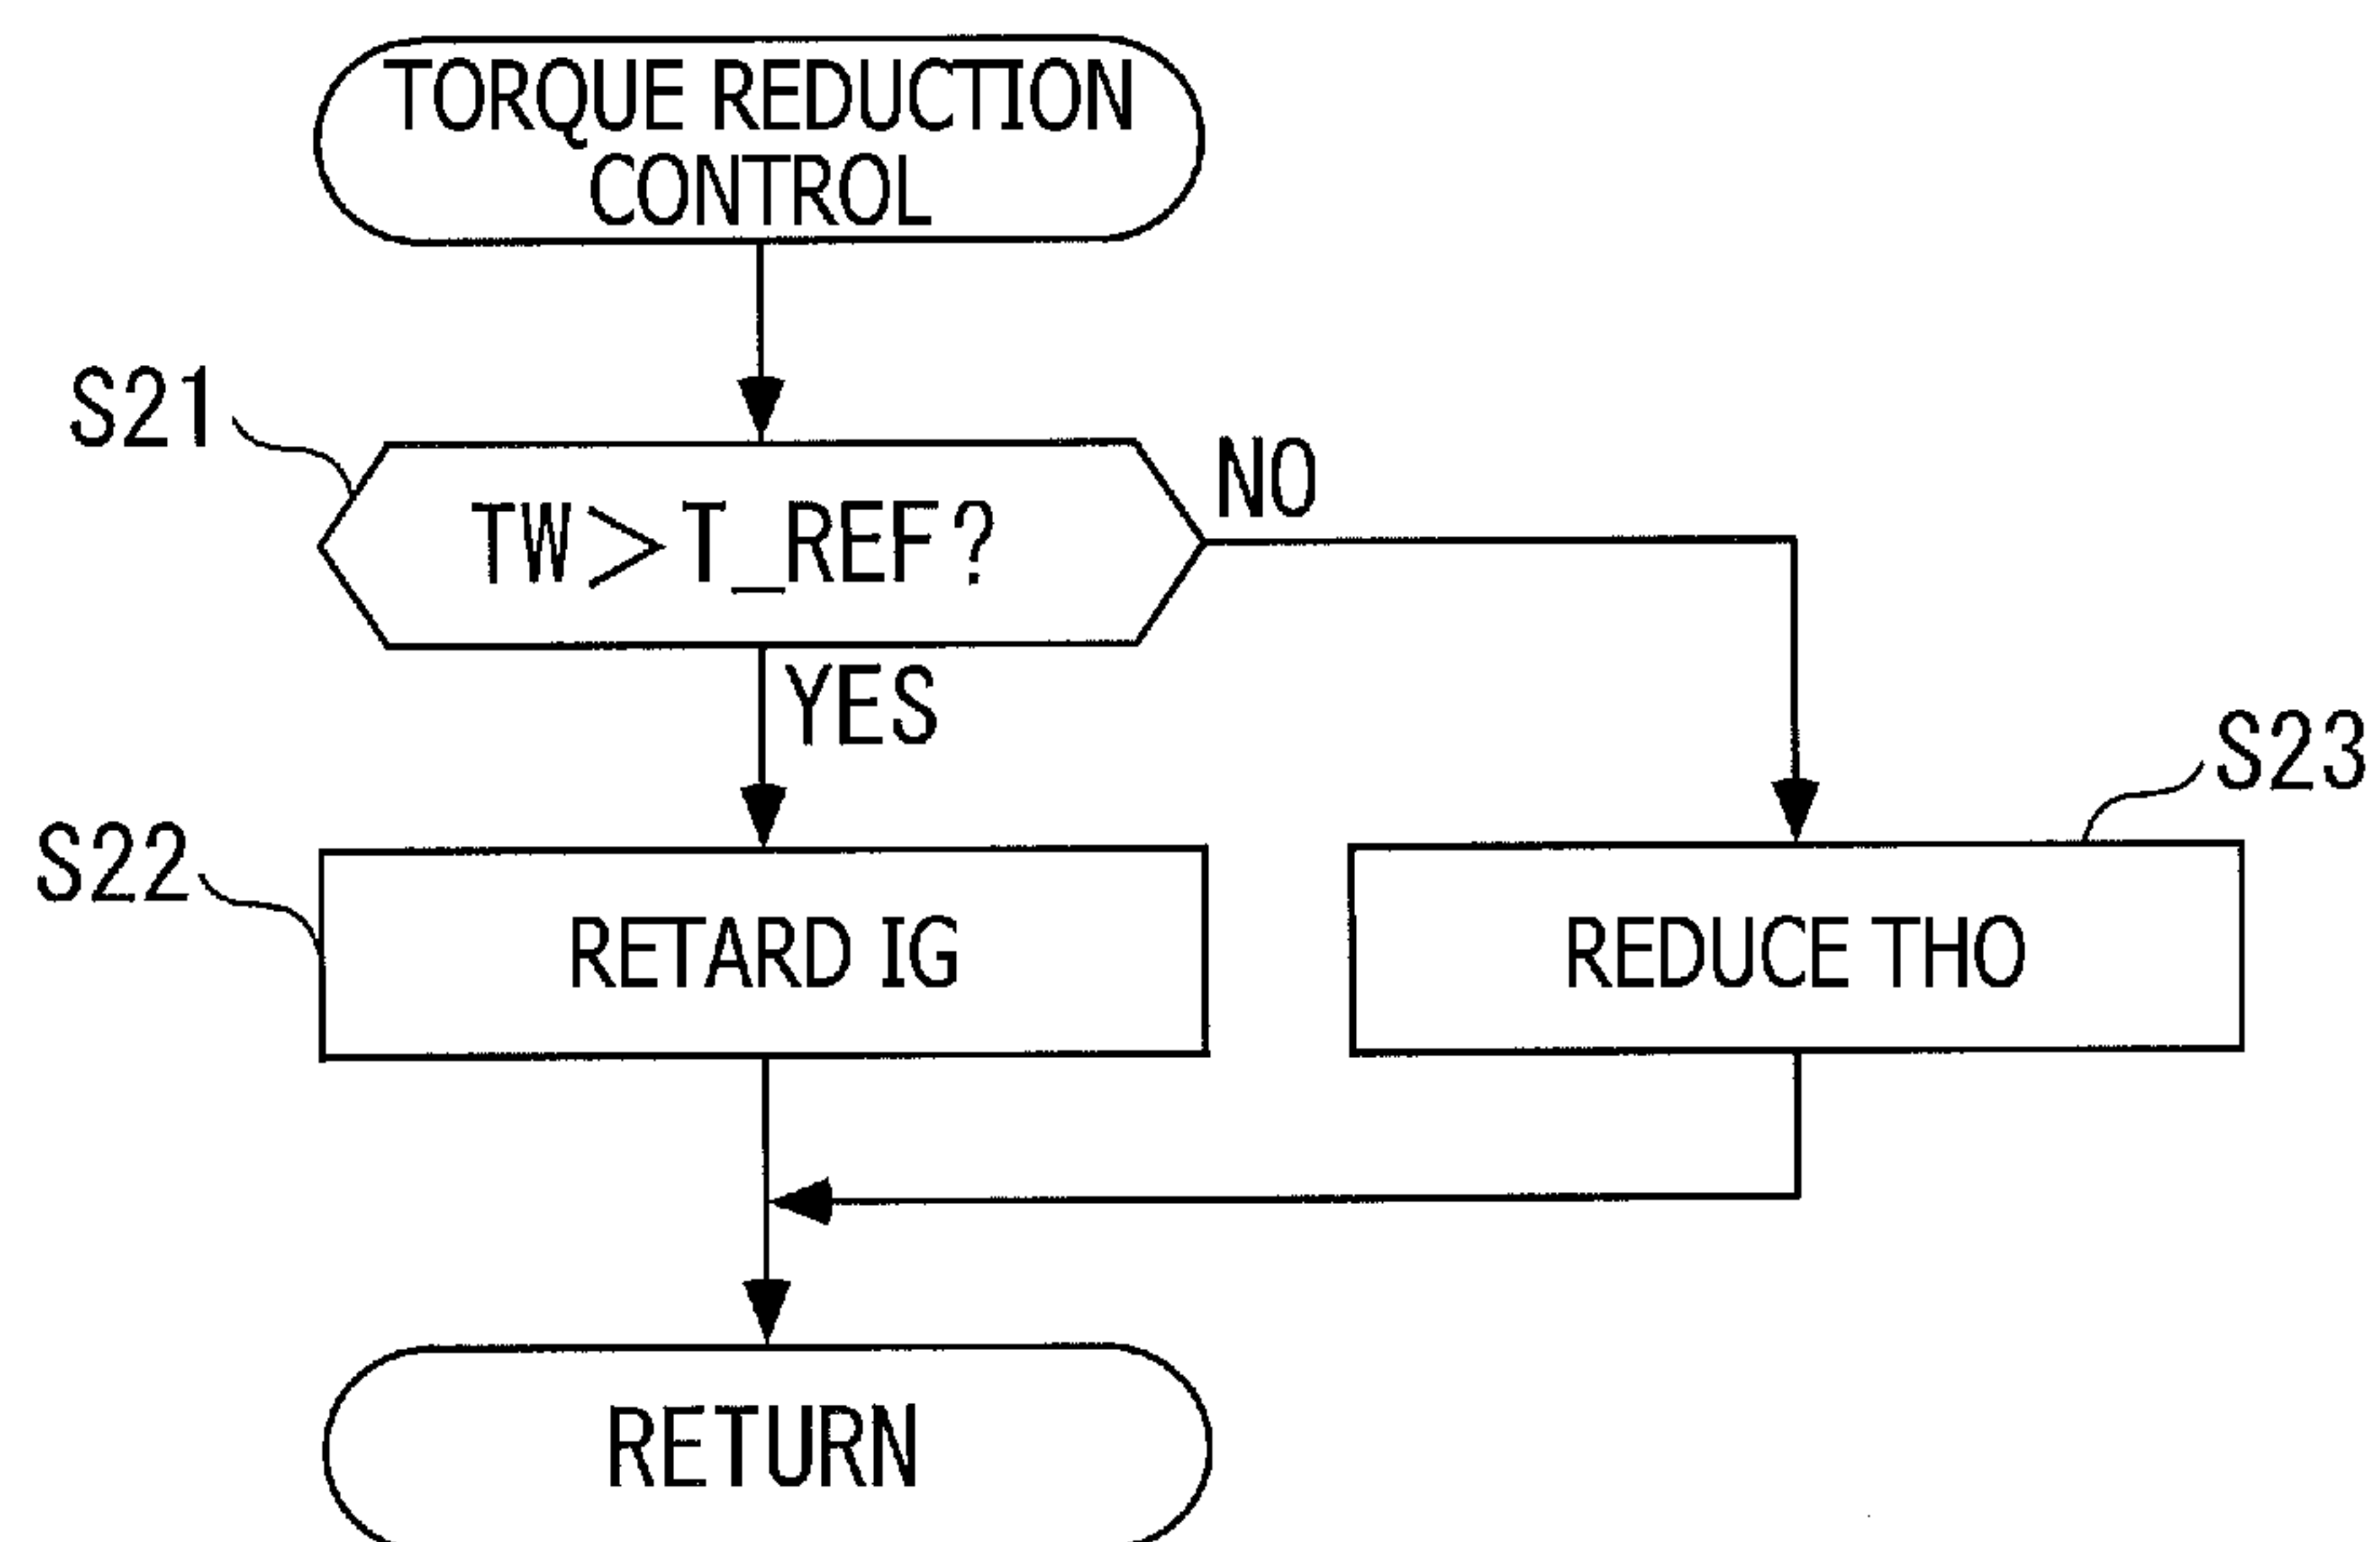 TORQUE REDUCTION
CONTROL
S21
TW>T_REF?
NO
YES
S22
RETARD IG
S23
REDUCE THO
RETURN